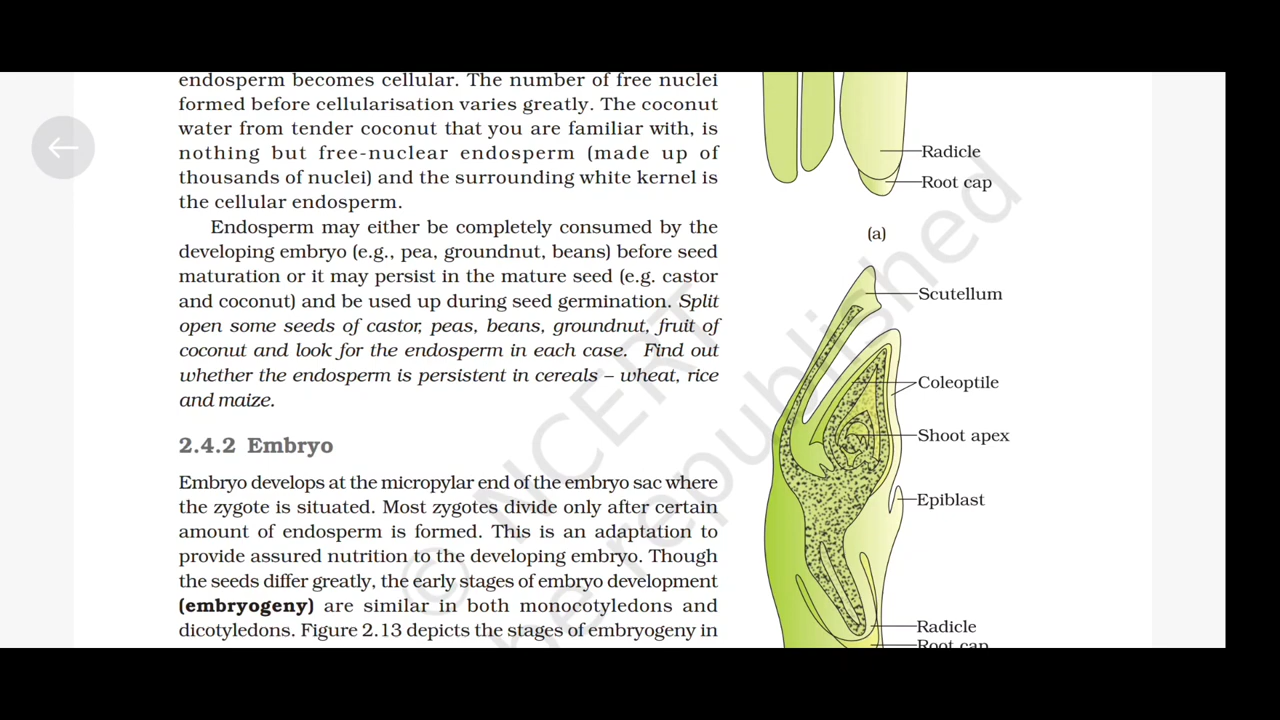 endosperm becomes cellular. The number of free nuclei
formed before cellularisation varies greatly. The coconut
water from tender coconut that you are familiar with, is
nothing but free-nuclear endosperm (made up of
thousands of nuclei) and the surrounding white kernel is
the cellular endosperm.
Endosperm may either be completely consumed by the
developing embryo (e.g., pea, groundnut, beans) before seed
maturation or it may persist in the mature seed (e.g. castor
and coconut) and be used up during seed germination. Split
open some seeds of castor, peas, beans, groundnut, fruit of
coconut and look for the endosperm in each case. Find out
whether the endosperm is persistent in cereals – wheat, rice
and maize.
2.4.2 Embryo
Embryo develops at the micropylar end of the embryo sac where
the zygote is situated. Most zygotes divide only after certain
amount of endosperm is formed. This is an adaptation to
provide assured nutrition to the developing embryo. Though
the seeds differ greatly, the early stages of embryo development
(embryogeny) are similar in both monocotyledons and
dicotyledons. Figure 2.13 depicts the stages of embryogeny in
Radicle
Root cap
(a)
Scutellum
Coleoptile
Shoot apex
Epiblast
Radicle
Root cap
© NCERT
be republished